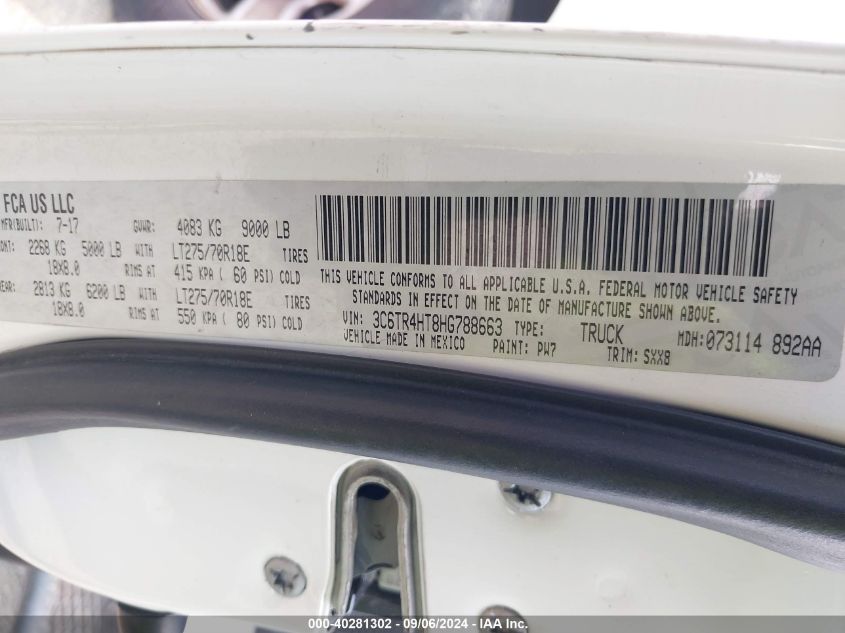 FCA US LLC
MFR(BUILT): 7-17 GVWR: 4083 KG 9000 LB
ONT: 2268 KG 5000 LB WITH LT275/70R18E TIRES
18X8.0 RIMS AT 415 KPA ( 60 PSI) COLD
EAR: 2813 KG 6200 LB WITH LT275/70R18E TIRES
18X8.0 RIMS AT 550 KPA ( 80 PSI) COLD
THIS VEHICLE CONFORMS TO ALL APPLICABLE U.S.A. FEDERAL MOTOR VEHICLE SAFETY
STANDARDS IN EFFECT ON THE DATE OF MANUFACTURE SHOWN ABOVE.
VIN: 3C6TR4HT8HG788663 TYPE: TRUCK MDH:073114 892AA
VEHICLE MADE IN MEXICO PAINT: PW7 TRIM: SXX8
000-40281302 - 09/06/2024 - IAA Inc.